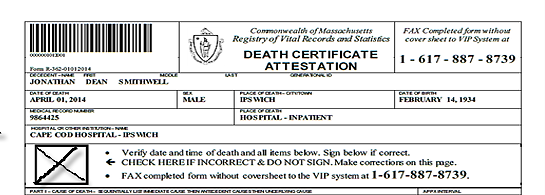 Commonwealth of Massachusetts
Registry of Vital Records and Statistics
DEATH CERTIFICATE
ATTESTATION
FAX Completed form without
cover sheet to VIP System at
1 - 617 - 887 - 8739
Form R-362-01012014
DECEDENT – NAME FIRST MIDDLE LAST GENERATIONAL ID
JONATHAN DEAN SMITHWELL
DATE OF DEATH SEX PLACE OF DEATH - CITY/TOWN DATE OF BIRTH
APRIL 01, 2014 MALE IPSWICH FEBRUARY 14, 1934
MEDICAL RECORD NUMBER PLACE OF DEATH
9864425 HOSPITAL - INPATIENT
HOSPITAL OR OTHER INSTITUTION - NAME
CAPE COD HOSPITAL - IPSWICH
• Verify date and time of death and all items below. Sign below if correct.
← CHECK HERE IF INCORRECT & DO NOT SIGN. Make corrections on this page.
• FAX completed form without coversheet to the VIP system at 1-617-887-8739.
PART I – CAUSE OF DEATH – SEQUENTIALLY LIST IMMEDIATE CAUSE THEN ANTECEDENT CAUSES THEN UNDERLYING CAUSE APPX INTERVAL